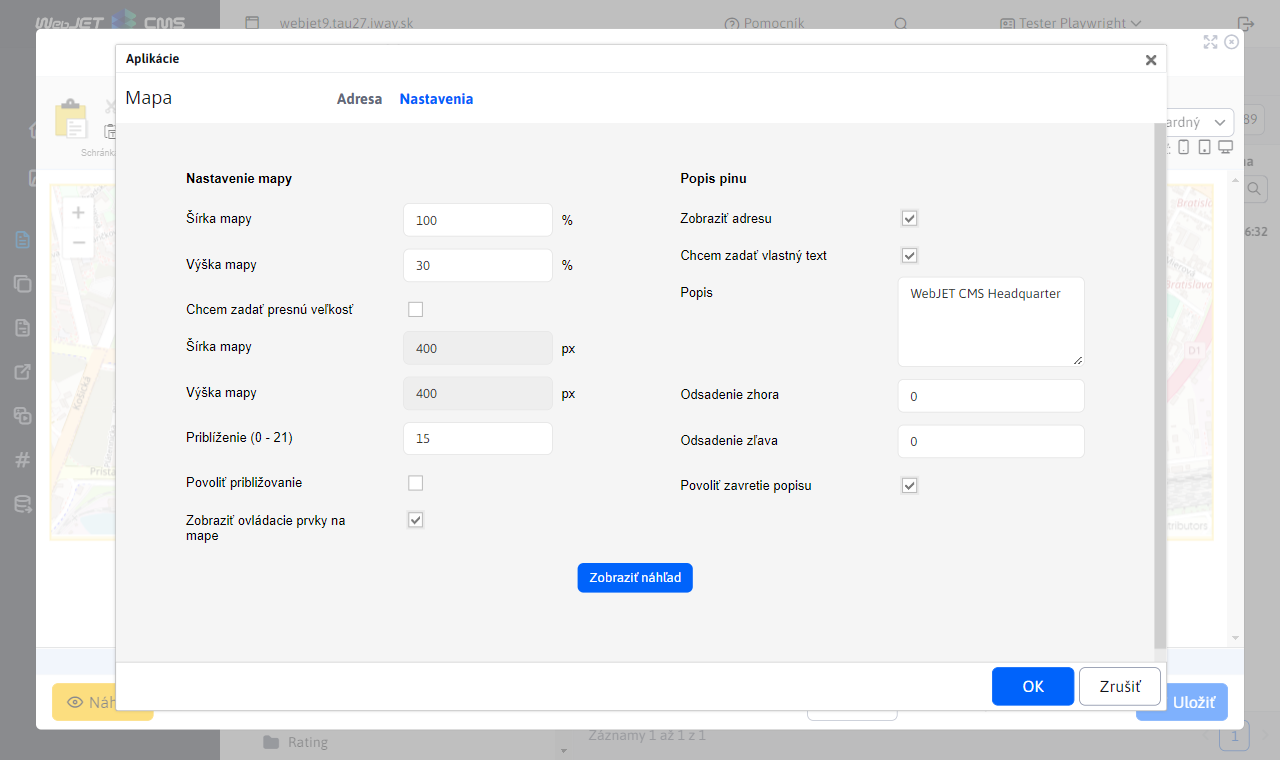 WebJET CMS
webjet9.tau27.iway.sk
Pomocník
Tester Playwright
Aplikácie
Mapa
Adresa
Nastavenia
Schránka
ardný
89
6:32
Nastavenie mapy
Šírka mapy
100
%
Výška mapy
30
%
Chcem zadať presnú veľkosť
Šírka mapy
400
px
Výška mapy
400
px
Priblíženie (0 - 21)
15
Povoliť približovanie
Zobraziť ovládacie prvky na
mape
Popis pinu
Zobraziť adresu
Chcem zadať vlastný text
Popis
WebJET CMS Headquarter
Odsadenie zhora
0
Odsadenie zľava
0
Povoliť zavretie popisu
Zobraziť náhľad
Košická
D1
tributors
OK
Zrušiť
Náh
Uložiť
Rating
Záznamy 1 až 1 z 1
1